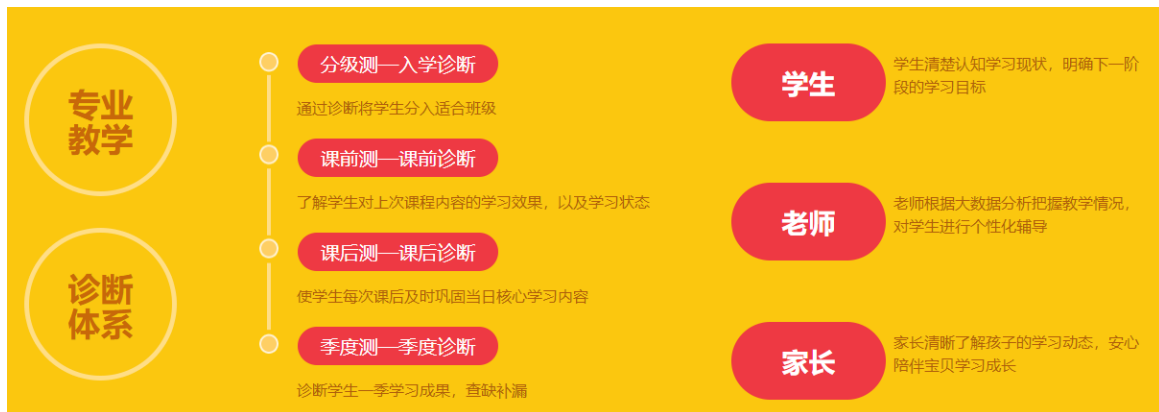 专业
教学
诊断
体系
分级测—入学诊断
通过诊断将学生分入适合班级
课前测—课前诊断
了解学生对上次课程内容的学习效果，以及学习状态
课后测—课后诊断
使学生每次课后及时巩固当日核心学习内容
季度测—季度诊断
诊断学生一季学习成果，查缺补漏
学生
学生清楚认知学习现状，明确下一阶
段的学习目标
老师
老师根据大数据分析把握教学情况，
对学生进行个性化辅导
家长
家长清晰了解孩子的学习动态，安心
陪伴宝贝学习成长